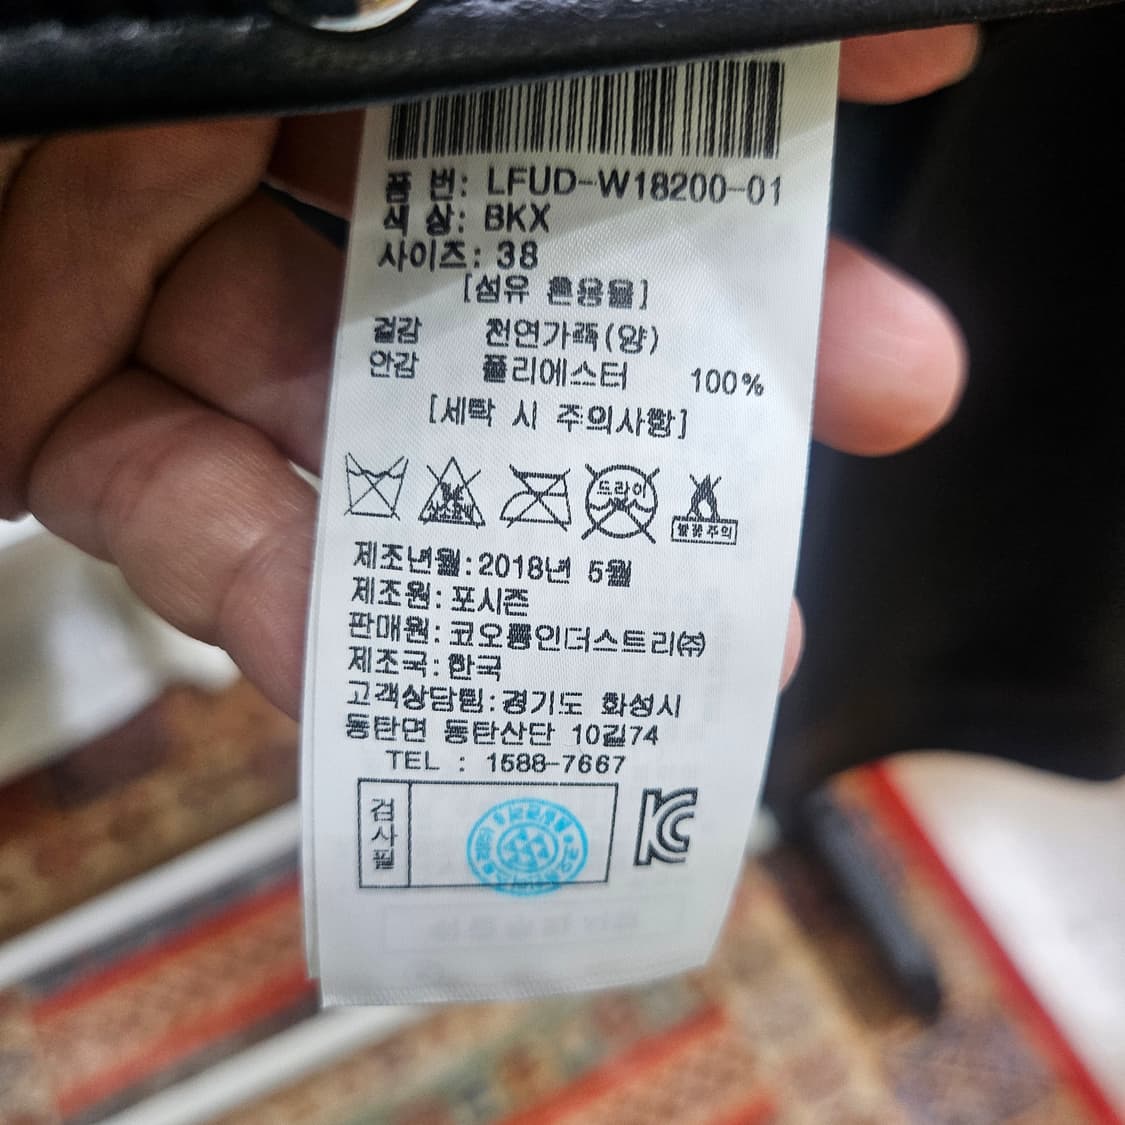 품 번: LFUD-W18200-01
색 상: BKX
사이즈: 38
[섬유 혼용율]
겉감 천연가죽(양)
안감 폴리에스터 100%
[세탁 시 주의사항]
드라이
불꽃주의
제조년월:2018년 5월
제조원:포시즌
판매원:코오롱인더스트리㈜
제조국:한국
고객상담팀:경기도 화성시
동탄면 동탄산단 10길74
TEL : 1588-7667
검사필
KC